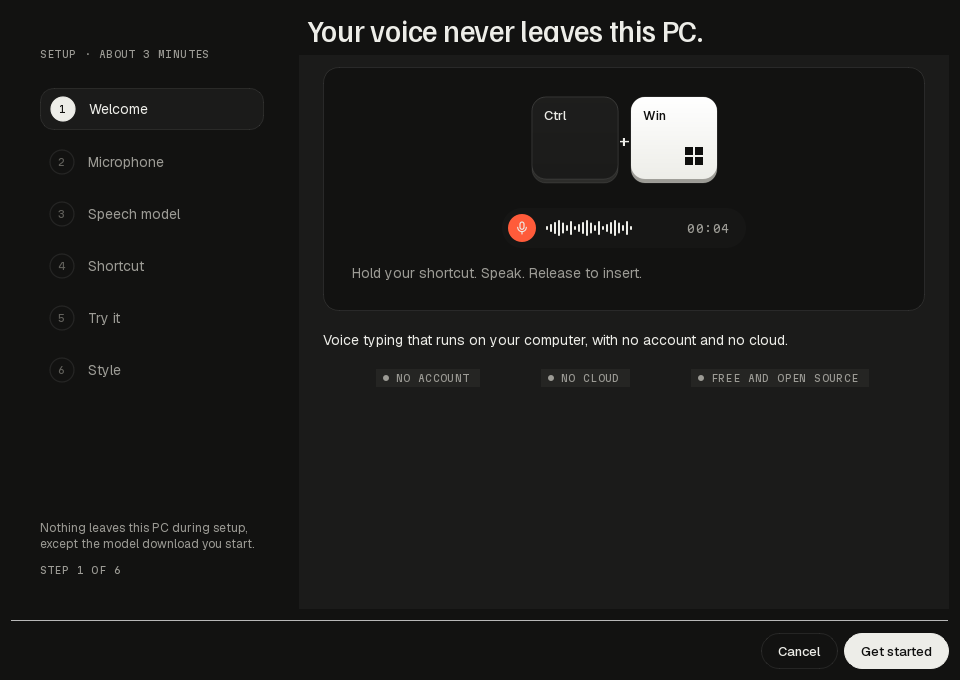 Your voice never leaves this PC.
SETUP · ABOUT 3 MINUTES
1 Welcome
2 Microphone
3 Speech model
4 Shortcut
5 Try it
6 Style
Nothing leaves this PC during setup,
except the model download you start.
STEP 1 OF 6
Ctrl + Win
00:04
Hold your shortcut. Speak. Release to insert.
Voice typing that runs on your computer, with no account and no cloud.
NO ACCOUNT NO CLOUD FREE AND OPEN SOURCE
Cancel Get started